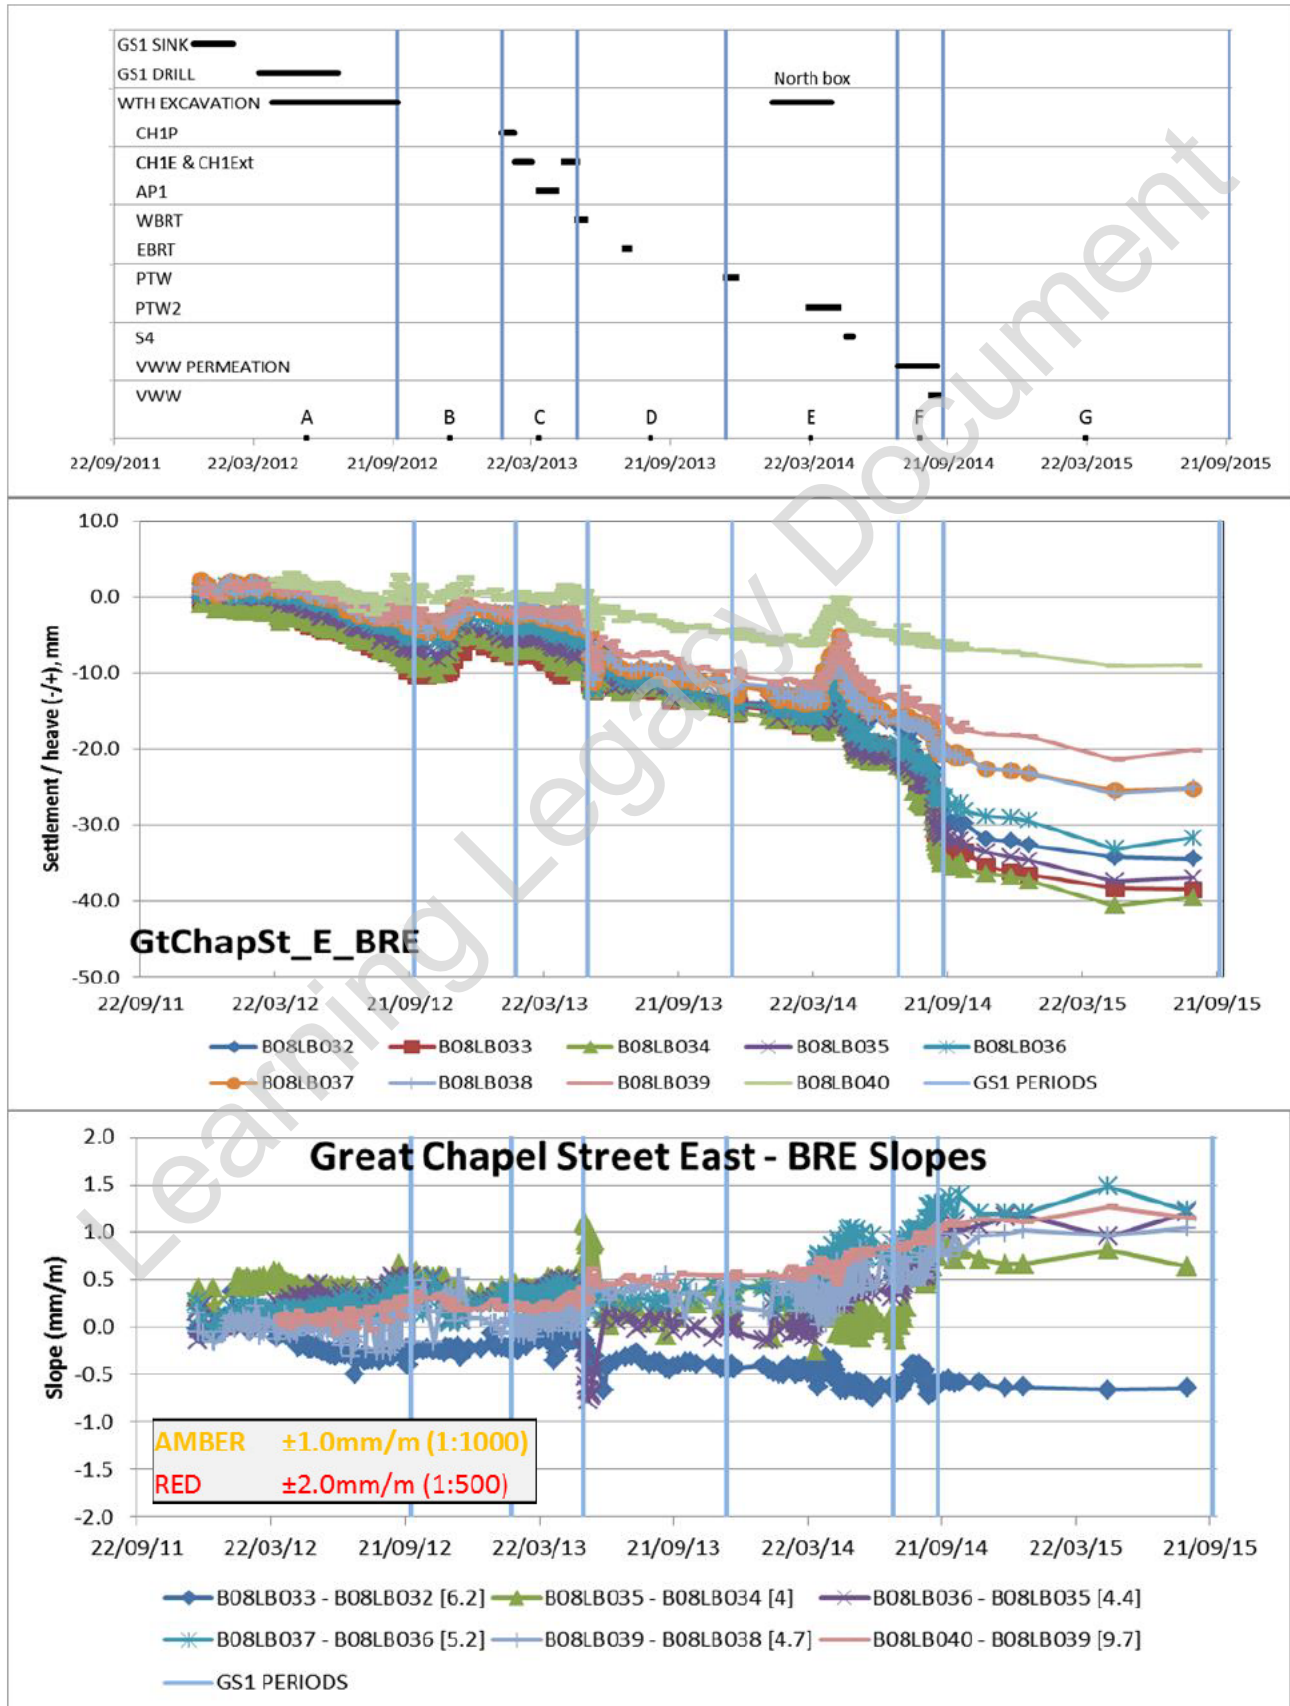 GS1 SINK
GS1 DRILL
North box
WTH EXCAVATION
CH1P
CH1E & CH1Ext
AP1
WBRT
EBRT
PTW
PTW2
S4
VWW PERMEATION
VWW
A B C D E F G
22/09/2011 22/03/2012 21/09/2012 22/03/2013 21/09/2013 22/03/2014 21/09/2014 22/03/2015 21/09/2015
10.0
0.0
-10.0
-20.0
-30.0
-40.0
-50.0
Settlement / heave (-/+), mm
GtChapSt_E_BRE
22/09/11 22/03/12 21/09/12 22/03/13 21/09/13 22/03/14 21/09/14 22/03/15 21/09/15
B08LB032 B08LB033 B08LB034 B08LB035 B08LB036
B08LB037 B08LB038 B08LB039 B08LB040 GS1 PERIODS
Great Chapel Street East - BRE Slopes
2.0
1.5
1.0
0.5
0.0
-0.5
-1.0
-1.5
-2.0
Slope (mm/m)
AMBER ±1.0mm/m (1:1000)
RED ±2.0mm/m (1:500)
22/09/11 22/03/12 21/09/12 22/03/13 21/09/13 22/03/14 21/09/14 22/03/15 21/09/15
B08LB033 - B08LB032 [6.2] B08LB035 - B08LB034 [4] B08LB036 - B08LB035 [4.4]
B08LB037 - B08LB036 [5.2] B08LB039 - B08LB038 [4.7] B08LB040 - B08LB039 [9.7]
GS1 PERIODS
Learning Legacy Document